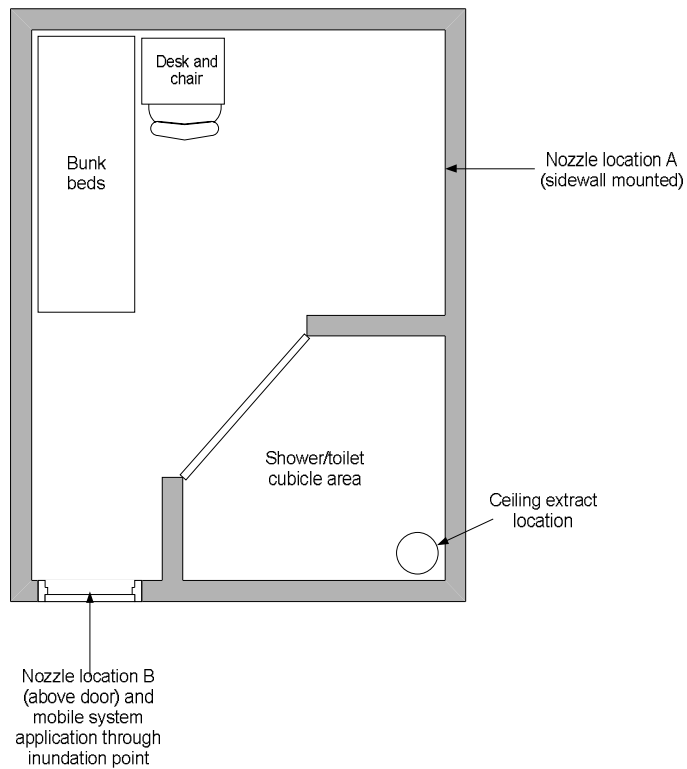 Desk and
chair
Bunk
beds
Nozzle location A
(sidewall mounted)
Shower/toilet
cubicle area
Ceiling extract
location
Nozzle location B
(above door) and
mobile system
application through
inundation point